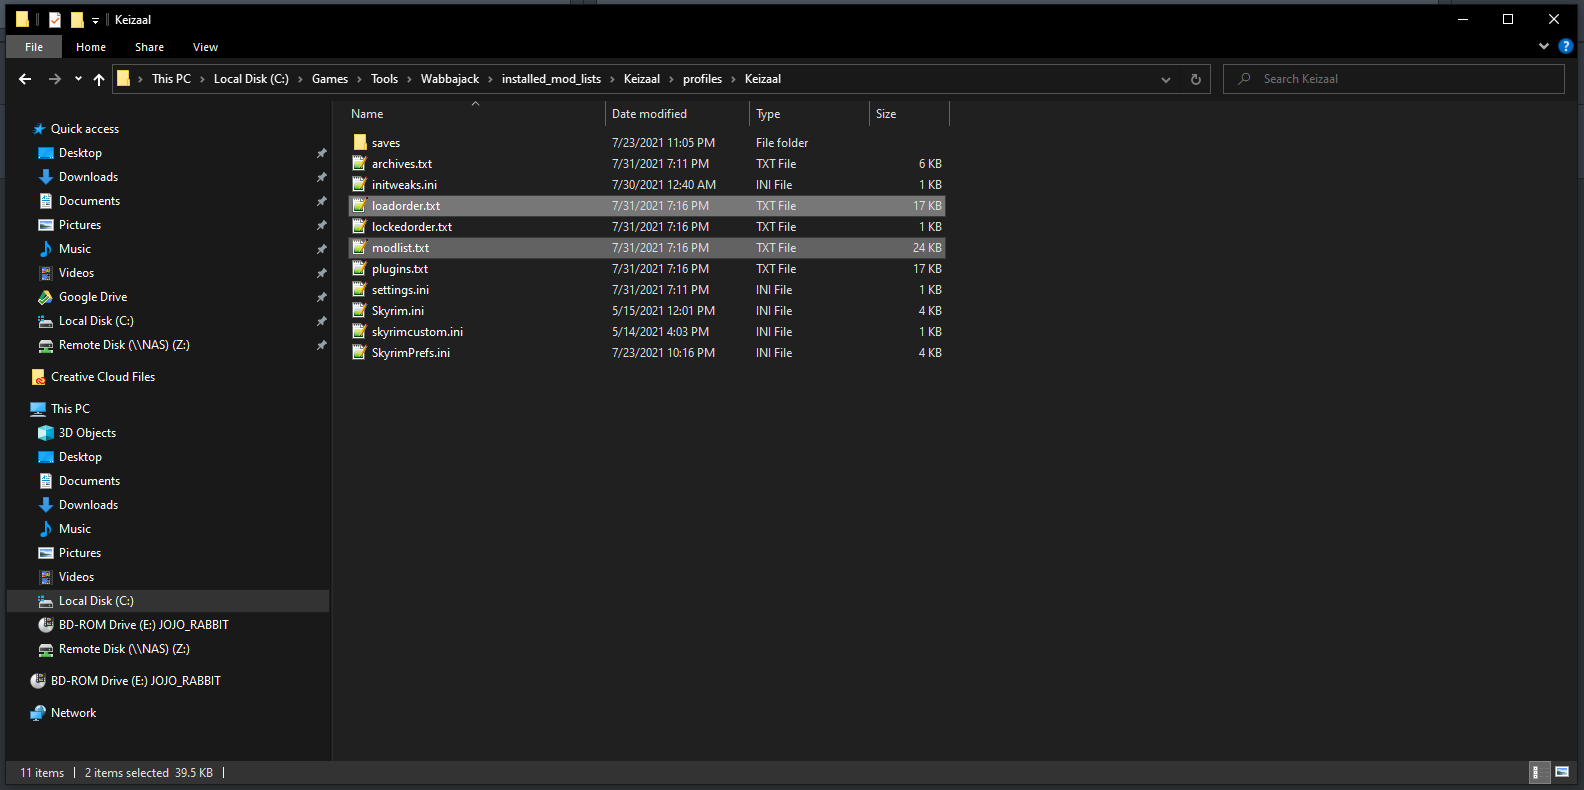 Keizaal
File Home Share View
This PC Local Disk (C:) Games Tools Wabbajack installed_mod_lists Keizaal profiles Keizaal
Search Keizaal
Name Date modified Type Size
saves 7/23/2021 11:05 PM File folder
archives.txt 7/31/2021 7:11 PM TXT File 6 KB
initweaks.ini 7/30/2021 12:40 AM INI File 1 KB
loadorder.txt 7/31/2021 7:16 PM TXT File 17 KB
lockedorder.txt 7/31/2021 7:16 PM TXT File 1 KB
modlist.txt 7/31/2021 7:16 PM TXT File 24 KB
plugins.txt 7/31/2021 7:16 PM TXT File 17 KB
settings.ini 7/31/2021 7:11 PM INI File 1 KB
Skyrim.ini 5/15/2021 12:01 PM INI File 4 KB
skyrimcustom.ini 5/14/2021 4:03 PM INI File 1 KB
SkyrimPrefs.ini 7/23/2021 10:16 PM INI File 4 KB
Quick access
Desktop
Downloads
Documents
Pictures
Music
Videos
Google Drive
Local Disk (C:)
Remote Disk (\\NAS) (Z:)
Creative Cloud Files
This PC
3D Objects
Desktop
Documents
Downloads
Music
Pictures
Videos
Local Disk (C:)
BD-ROM Drive (E:) JOJO_RABBIT
Remote Disk (\\NAS) (Z:)
BD-ROM Drive (E:) JOJO_RABBIT
Network
11 items 2 items selected 39.5 KB